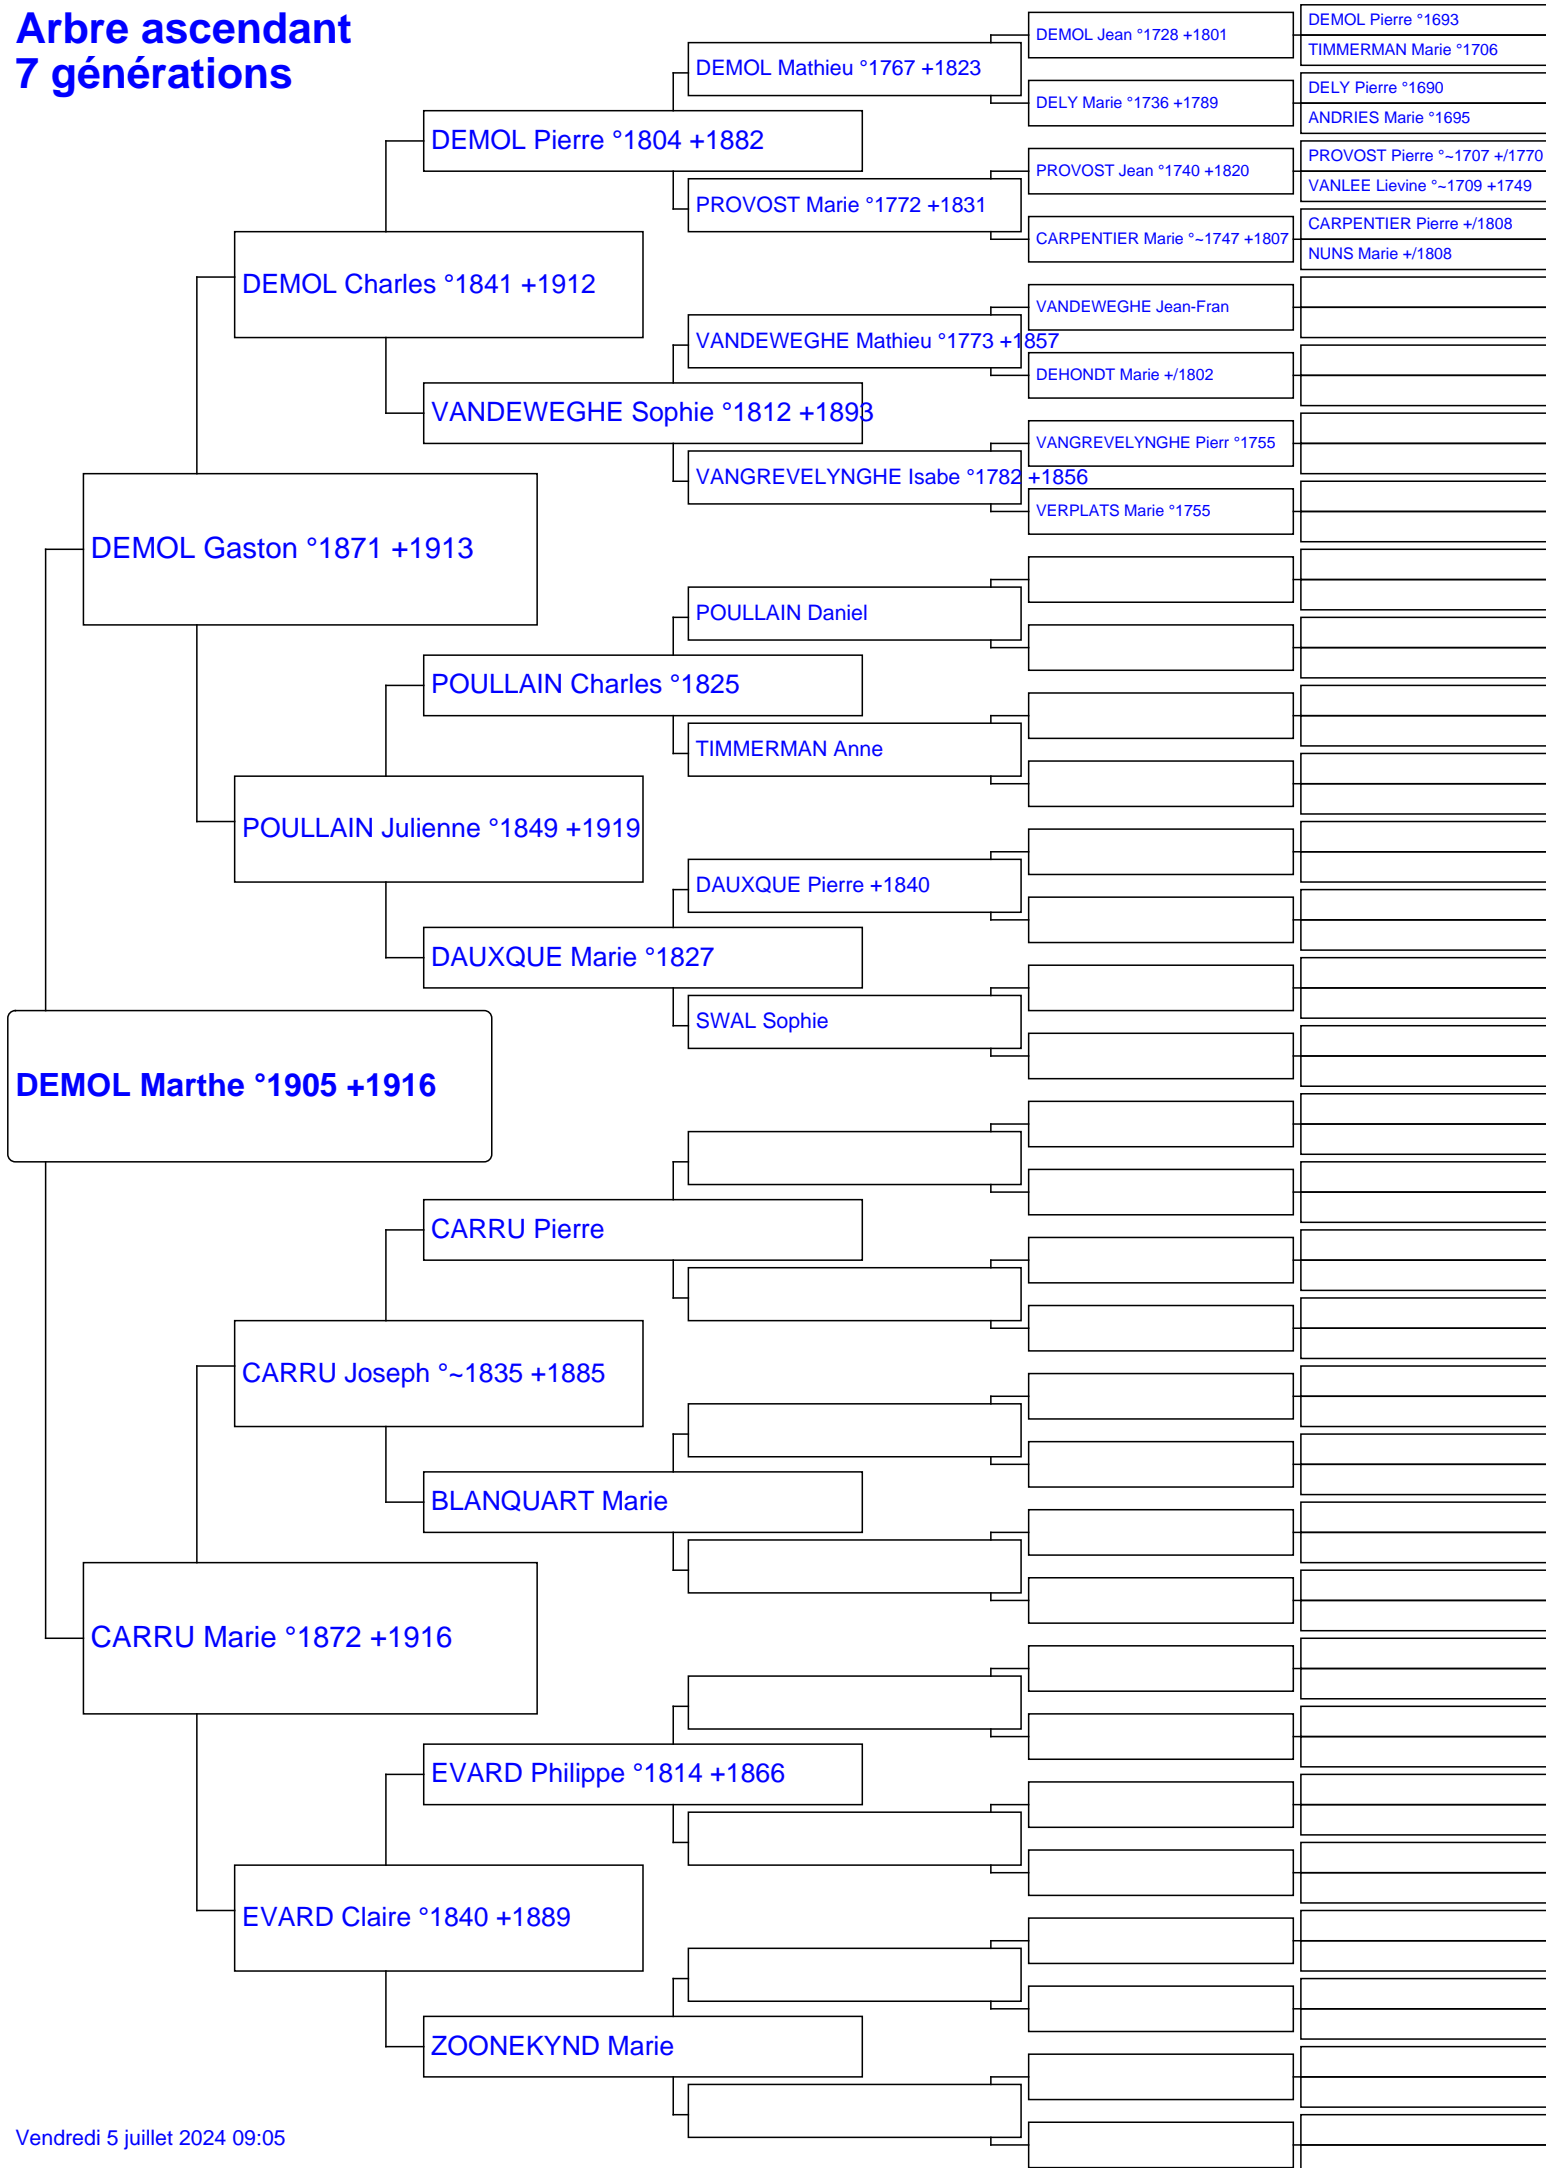 Arbre ascendant
7 générations
DEMOL Marthe °1905 +1916
DEMOL Gaston °1871 +1913
CARRU Marie °1872 +1916
DEMOL Charles °1841 +1912
POULLAIN Julienne °1849 +1919
CARRU Joseph °~1835 +1885
EVARD Claire °1840 +1889
DEMOL Pierre °1804 +1882
VANDEWEGHE Sophie °1812 +1893
POULLAIN Charles °1825
DAUXQUE Marie °1827
CARRU Pierre
BLANQUART Marie
EVARD Philippe °1814 +1866
ZOONEKYND Marie
DEMOL Mathieu °1767 +1823
PROVOST Marie °1772 +1831
VANDEWEGHE Mathieu °1773 +1857
VANGREVELYNGHE Isabe °1782 +1856
POULLAIN Daniel
TIMMERMAN Anne
DAUXQUE Pierre +1840
SWAL Sophie
DEMOL Jean °1728 +1801
DELY Marie °1736 +1789
PROVOST Jean °1740 +1820
CARPENTIER Marie °~1747 +1807
VANDEWEGHE Jean-Fran
DEHONDT Marie +/1802
VANGREVELYNGHE Pierr °1755
VERPLATS Marie °1755
DEMOL Pierre °1693
TIMMERMAN Marie °1706
DELY Pierre °1690
ANDRIES Marie °1695
PROVOST Pierre °~1707 +/1770
VANLEE Lievine °~1709 +1749
CARPENTIER Pierre +/1808
NUNS Marie +/1808
Vendredi 5 juillet 2024 09:05